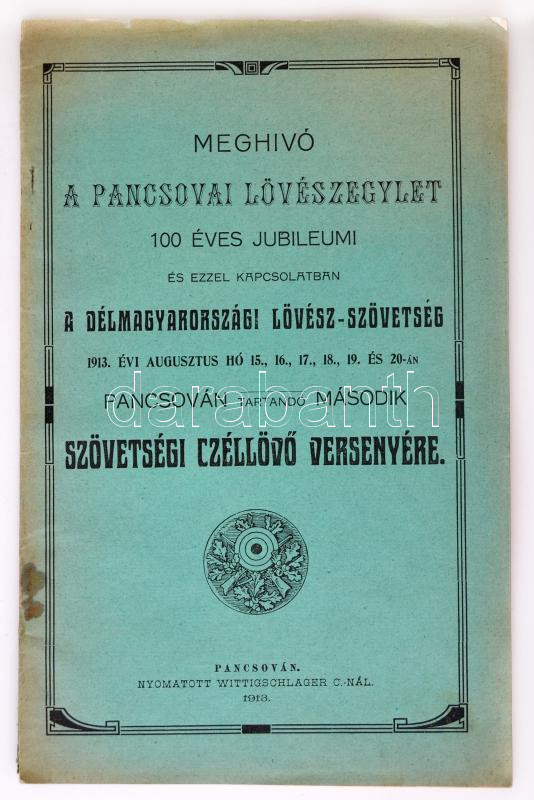 MEGHIVÓ
A PANCSOVAI LÖVÉSZEGYLET
100 ÉVES JUBILEUMI
ÉS EZZEL KAPCSOLATBAN
A DÉLMAGYARORSZÁGI LÖVÉSZ-SZÖVETSÉG
1913. ÉVI AUGUSZTUS HÓ 15., 16., 17., 18., 19. ÉS 20-ÁN
darabanth
PANCSOVÁN TARTANDÓ MÁSODIK
SZÖVETSÉGI CZÉLLÖVŐ VERSENYÉRE.
PANCSOVÁN.
NYOMATOTT WITTIGSCHLAGER C.-NÁL.
1913.